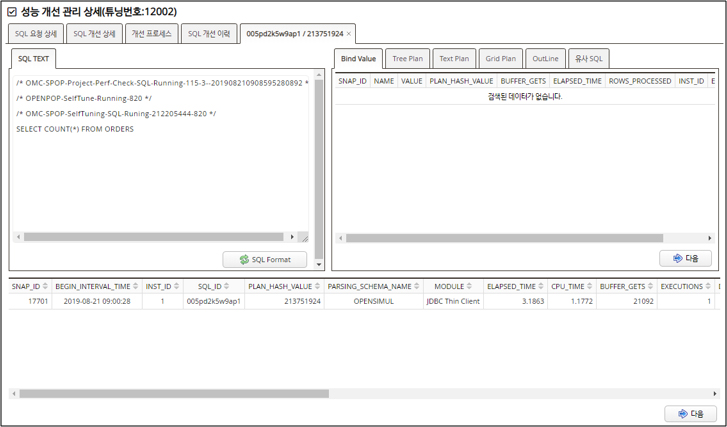 성능 개선 관리 상세(튜닝번호:12002)
SQL 요청 상세 SQL 개선 상세 개선 프로세스 SQL 개선 이력 005pd2k5w9ap1 / 213751924 ×
SQL TEXT
/* OMC-SPOP-Project-Perf-Check-SQL-Running-115-3--201908210908595280892 *
/* OPENPOP-SelfTune-Running-820 */
/* OMC-SPOP-SelfTuning-SQL-Runing-212205444-820 */
SELECT COUNT(*) FROM ORDERS
SQL Format
Bind Value Tree Plan Text Plan Grid Plan OutLine 유사 SQL
SNAP_ID NAME VALUE PLAN_HASH_VALUE BUFFER_GETS ELAPSED_TIME ROWS_PROCESSED INST_ID E
검색된 데이터가 없습니다.
다음
SNAP_ID BEGIN_INTERVAL_TIME INST_ID SQL_ID PLAN_HASH_VALUE PARSING_SCHEMA_NAME MODULE ELAPSED_TIME CPU_TIME BUFFER_GETS EXECUTIONS
17701 2019-08-21 09:00:28 1 005pd2k5w9ap1 213751924 OPENSIMUL JDBC Thin Client 3.1863 1.1772 21092 1
다음